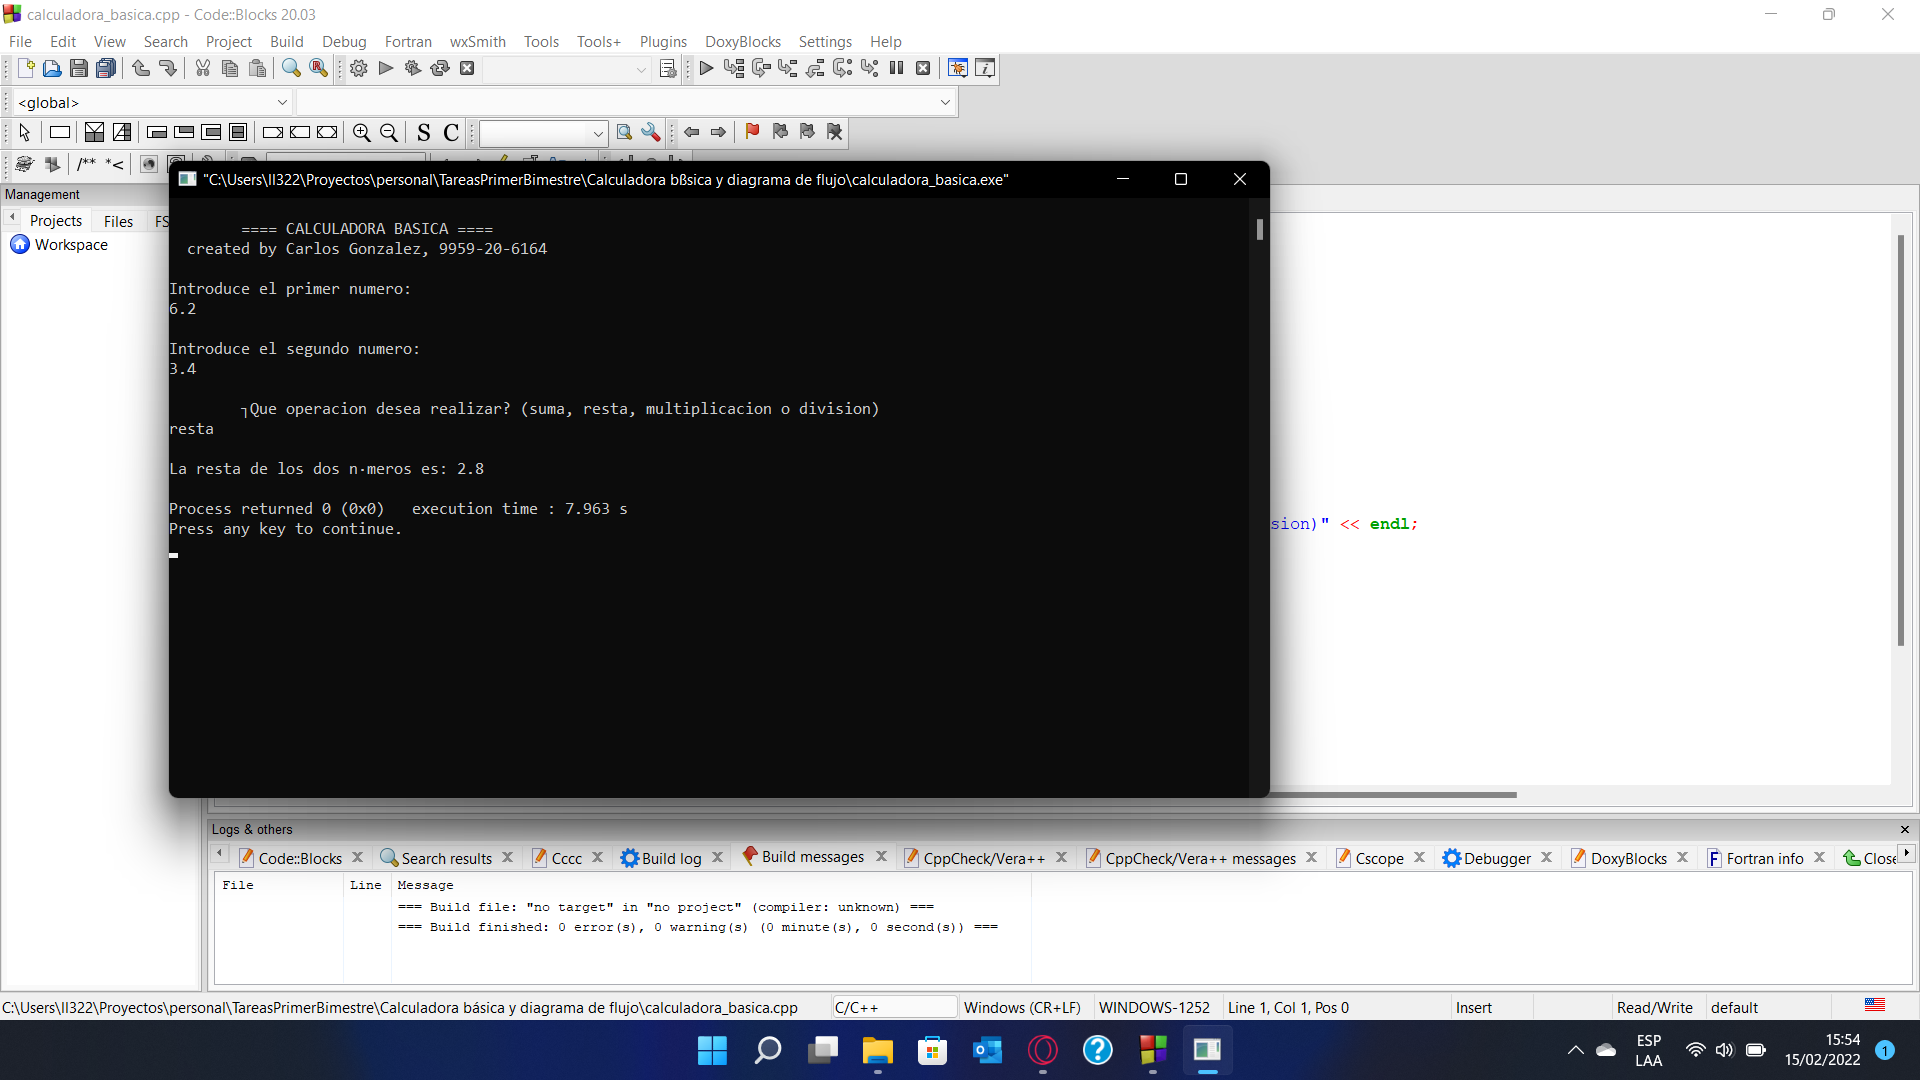 calculadora_basica.cpp - Code::Blocks 20.03
File Edit View Search Project Build Debug Fortran wxSmith Tools Tools+ Plugins DoxyBlocks Settings Help
<global>
S C
/** *<
Management
Projects Files FS
Workspace
"C:\Users\ll322\Proyectos\personal\TareasPrimerBimestre\Calculadora bßsica y diagrama de flujo\calculadora_basica.exe"
==== CALCULADORA BASICA ====
created by Carlos Gonzalez, 9959-20-6164
Introduce el primer numero:
6.2
Introduce el segundo numero:
3.4
┐Que operacion desea realizar? (suma, resta, multiplicacion o division)
resta
La resta de los dos n·meros es: 2.8
Process returned 0 (0x0)   execution time : 7.963 s
Press any key to continue.
sion)" << endl;
Logs & others
Code::Blocks Search results Cccc Build log Build messages CppCheck/Vera++ CppCheck/Vera++ messages Cscope Debugger DoxyBlocks Fortran info Close
File Line Message
=== Build file: "no target" in "no project" (compiler: unknown) ===
=== Build finished: 0 error(s), 0 warning(s) (0 minute(s), 0 second(s)) ===
C:\Users\ll322\Proyectos\personal\TareasPrimerBimestre\Calculadora básica y diagrama de flujo\calculadora_basica.cpp C/C++ Windows (CR+LF) WINDOWS-1252 Line 1, Col 1, Pos 0 Insert Read/Write default
ESP
LAA
15:54
15/02/2022
1